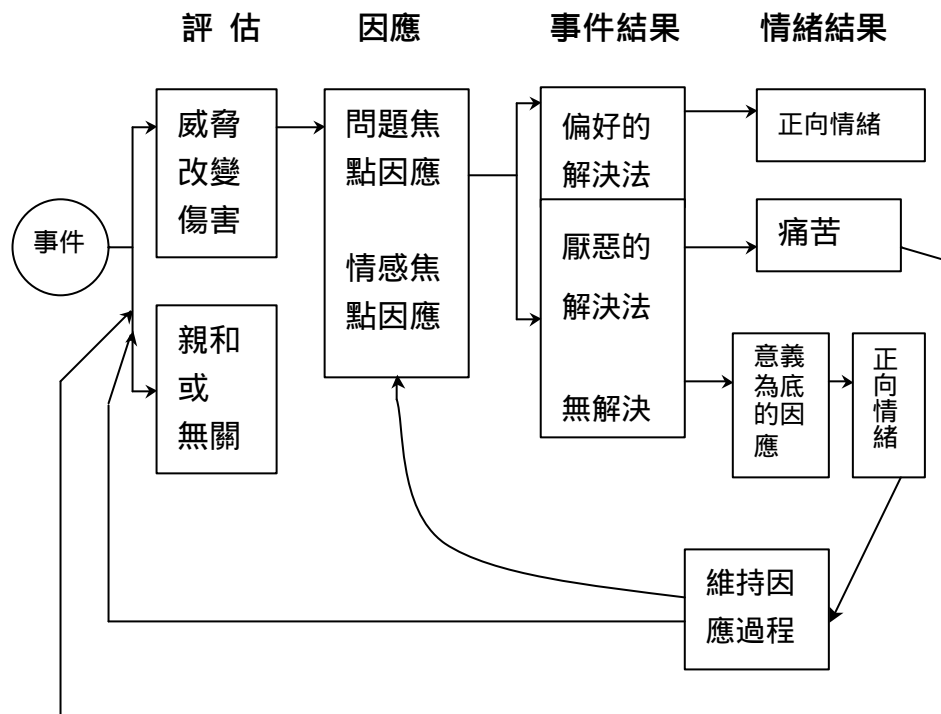 評 估
因應
事件結果
情緒結果
事件
威脅
改變
傷害
親和
或
無關
問題焦
點因應
情感焦
點因應
偏好的
解決法
厭惡的
解決法
無解決
正向情緒
痛苦
意義
為底
的因
應
正
向
情
緒
維持因
應過程